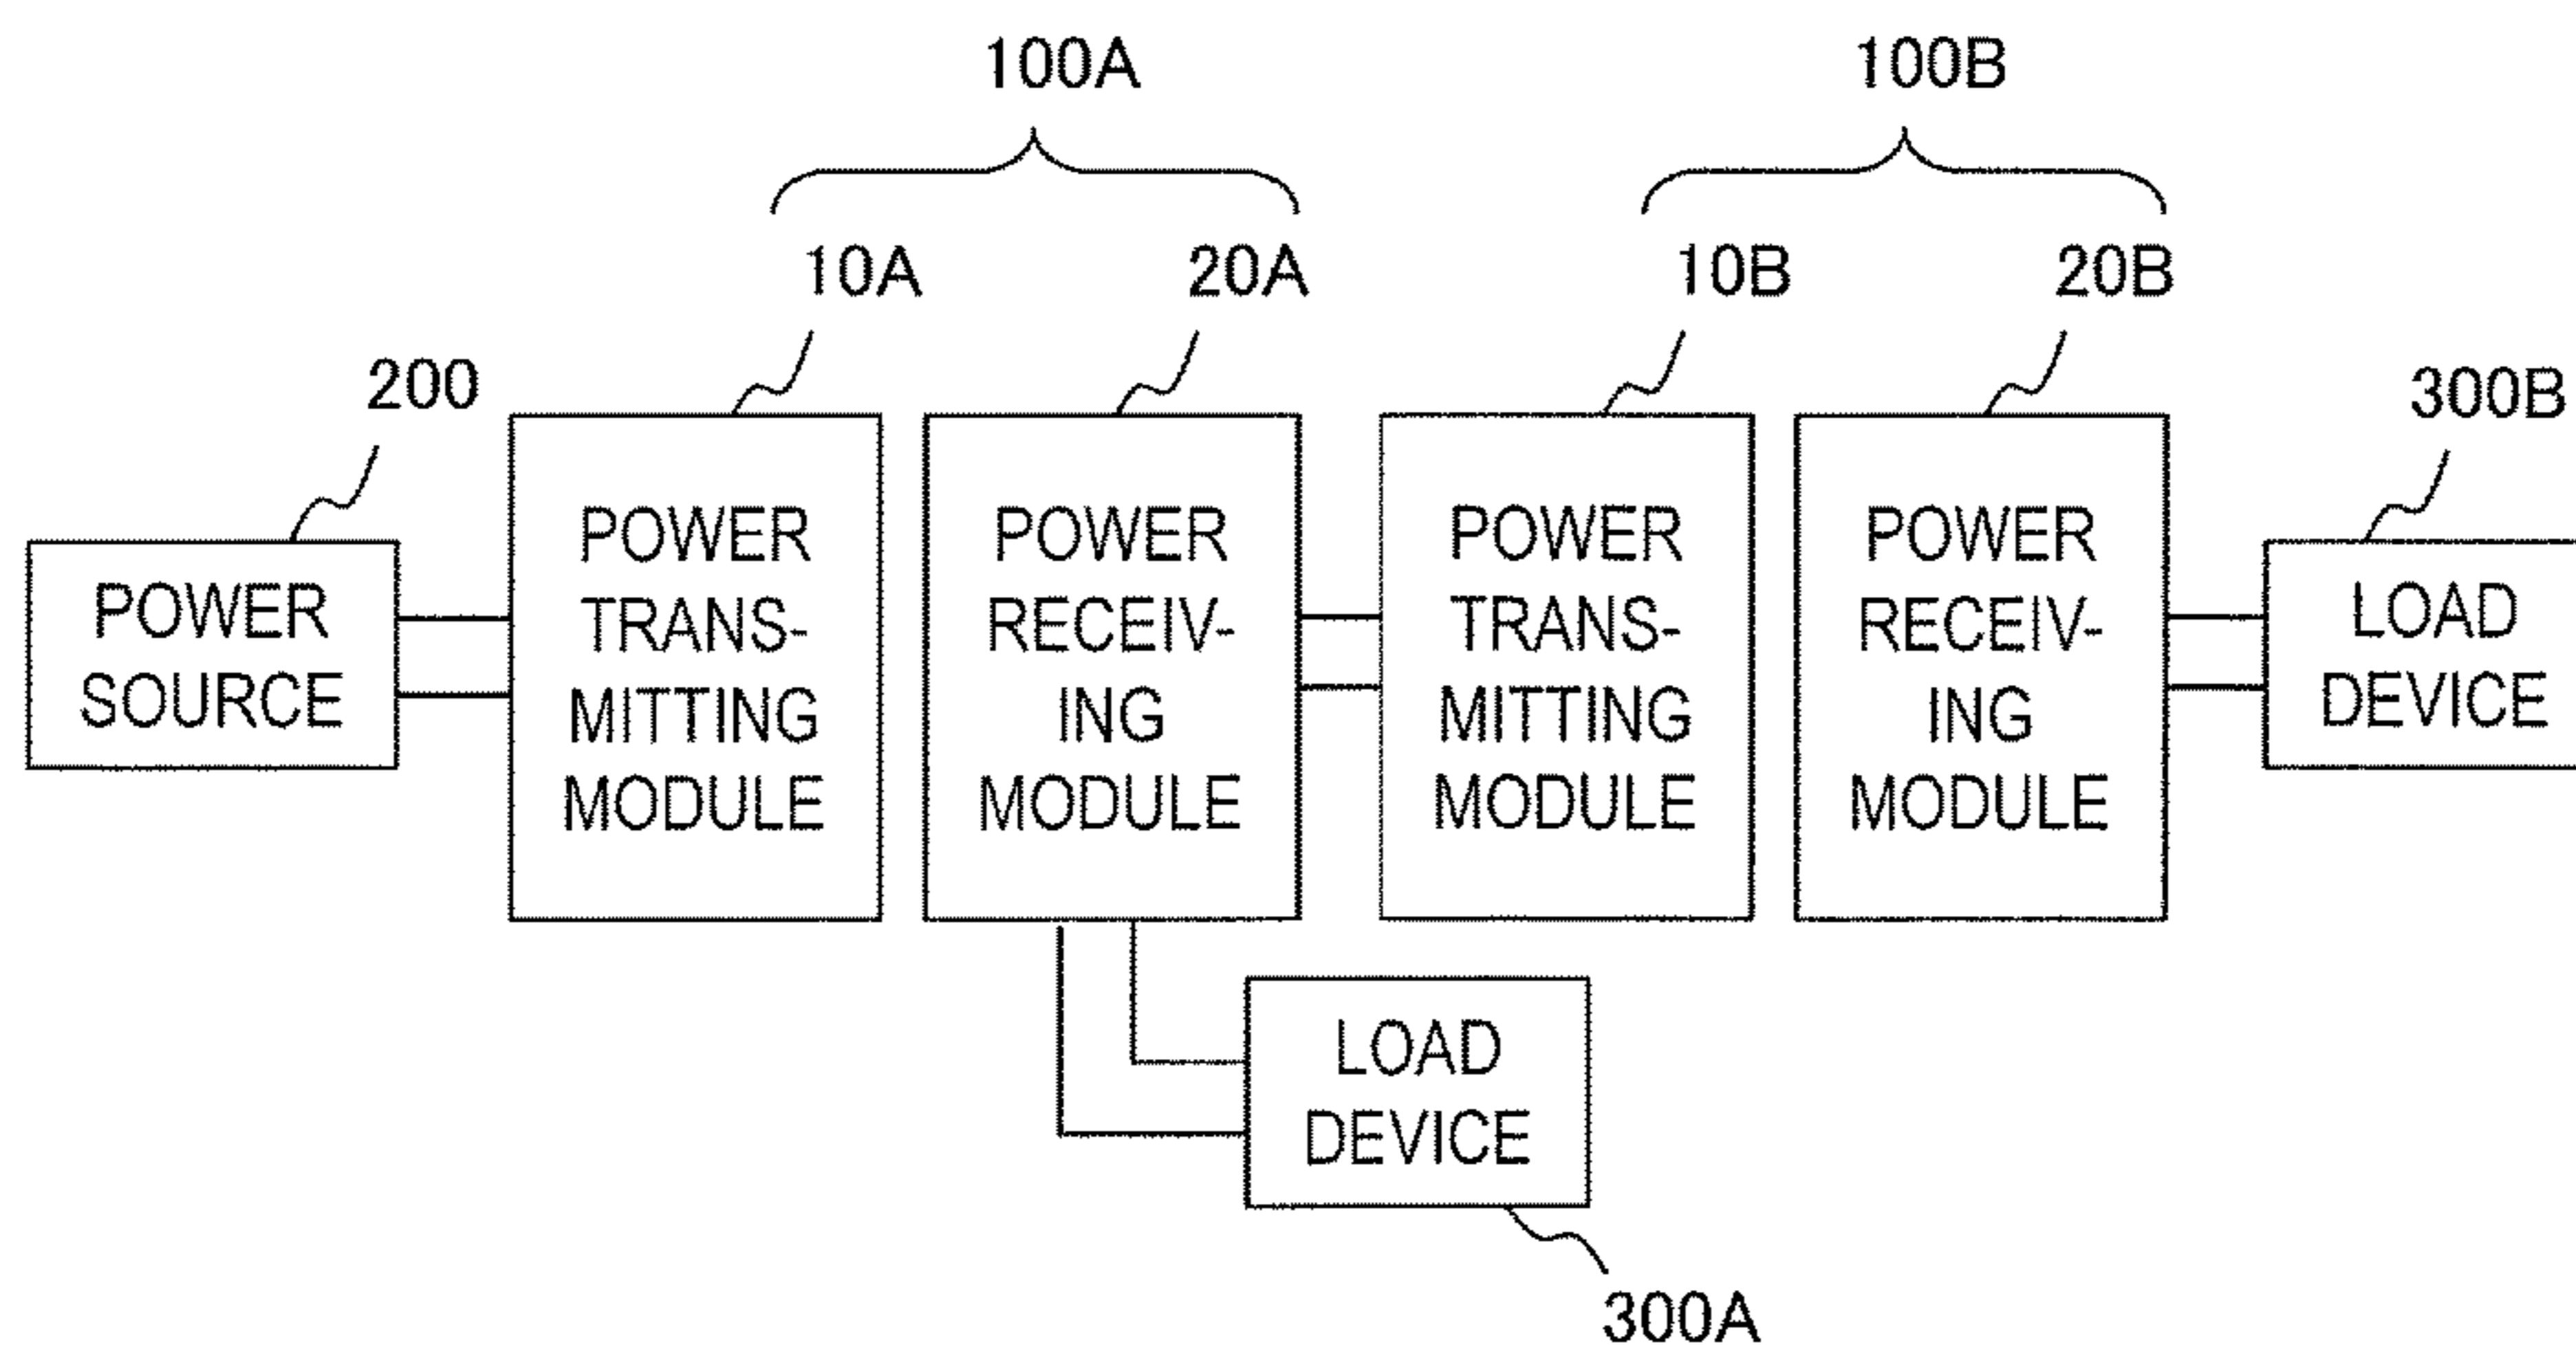 100A
100B
10A
20A
10B
20B
200
300B
POWER
SOURCE
POWER
TRANS-
MITTING
MODULE
POWER
RECEIV-
ING
MODULE
POWER
TRANS-
MITTING
MODULE
POWER
RECEIV-
ING
MODULE
LOAD
DEVICE
LOAD
DEVICE
300A